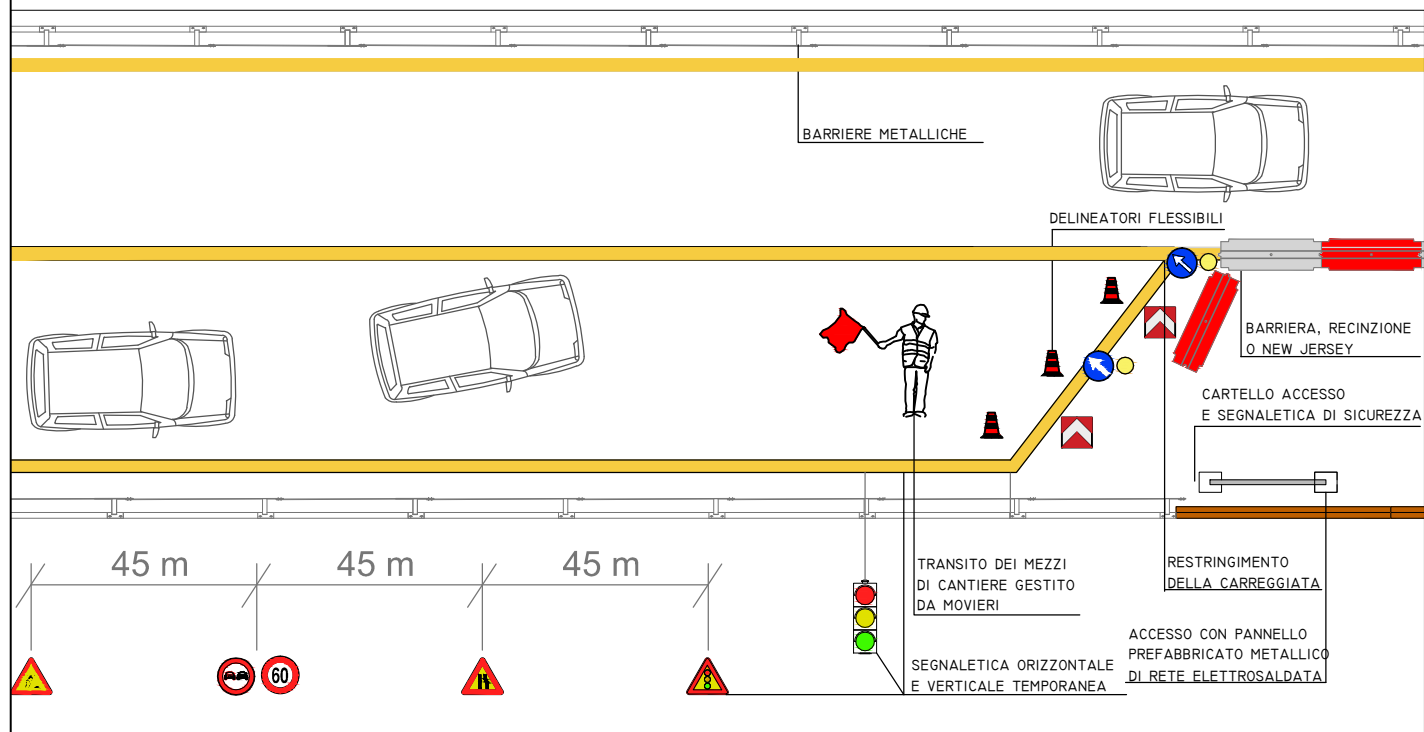 BARRIERE METALLICHE
DELINEATORI FLESSIBILI
BARRIERA, RECINZIONE
O NEW JERSEY
CARTELLO ACCESSO
E SEGNALETICA DI SICUREZZA
45 m
45 m
45 m
TRANSITO DEI MEZZI
DI CANTIERE GESTITO
DA MOVIERI
RESTRINGIMENTO
DELLA CARREGGIATA
ACCESSO CON PANNELLO
PREFABBRICATO METALLICO
DI RETE ELETTROSALDATA
SEGNALETICA ORIZZONTALE
E VERTICALE TEMPORANEA
60